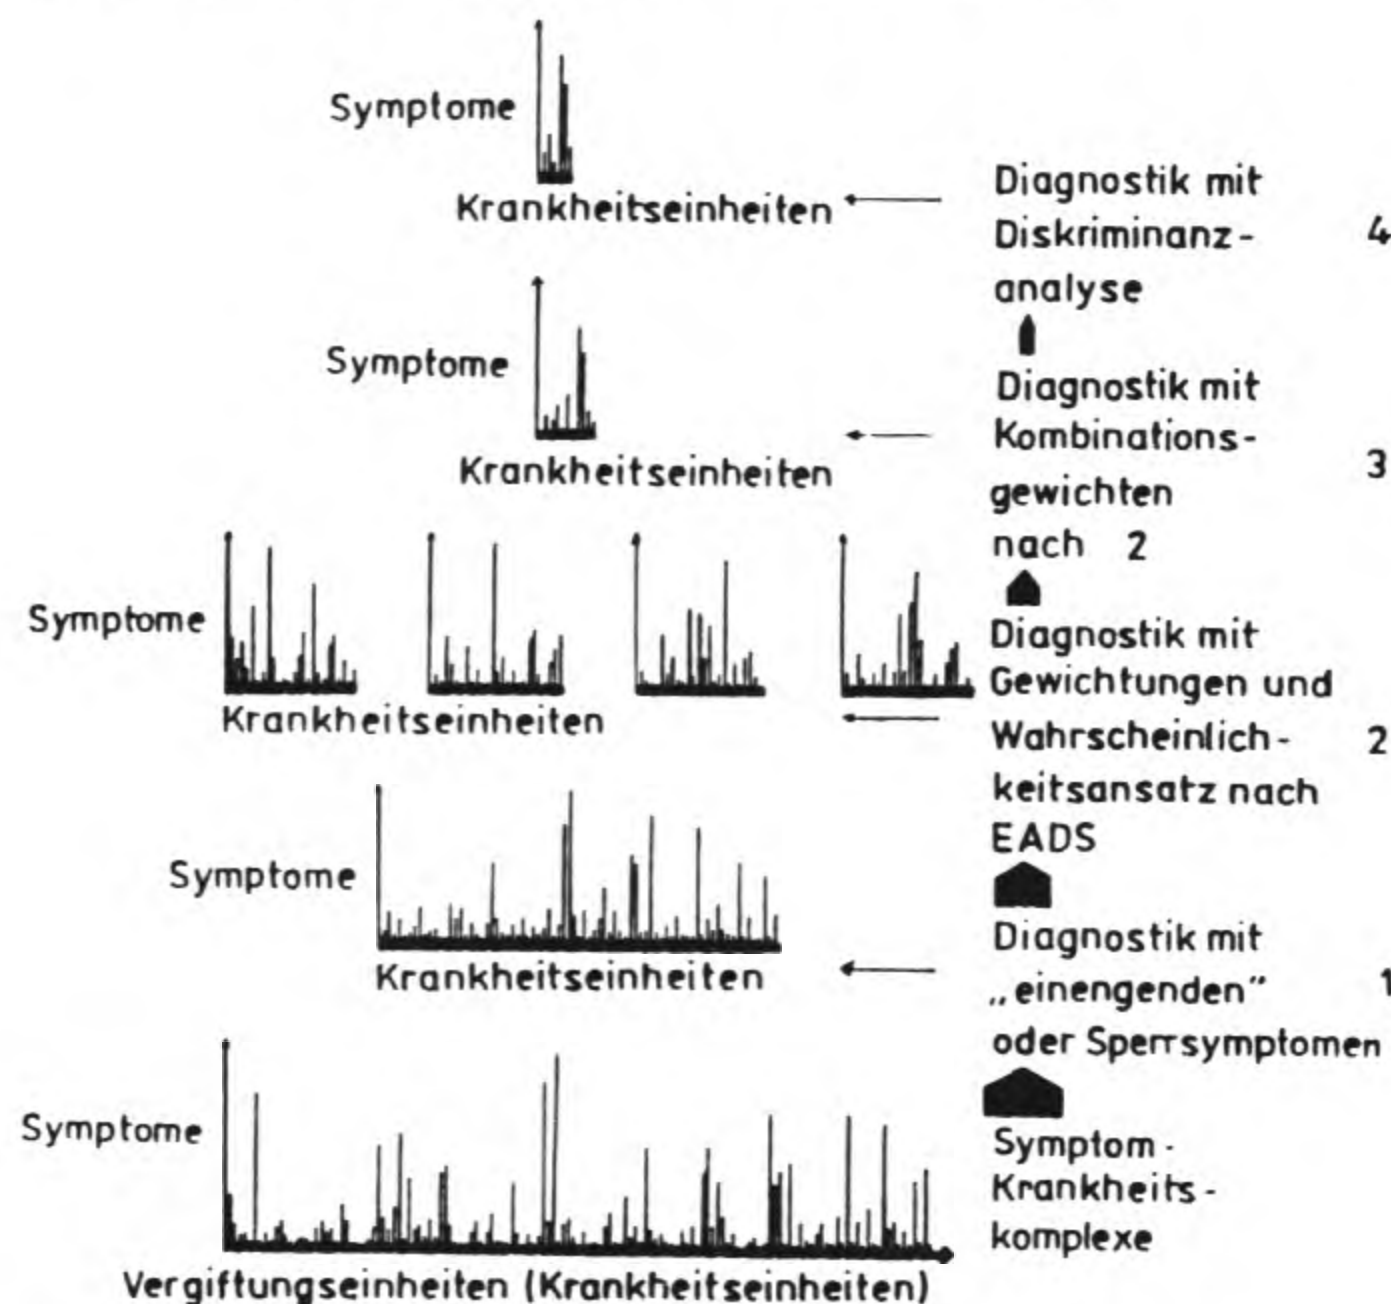 Symptome
Krankheitseinheiten
Diagnostik mit
Diskriminanz-
analyse
4
Symptome
Krankheitseinheiten
Diagnostik mit
Kombinations-
gewichten
nach 2
3
Symptome
Krankheitseinheiten
Diagnostik mit
Gewichtungen und
Wahrscheinlich-
keitsansatz nach
EADS
2
Symptome
Krankheitseinheiten
Diagnostik mit
„einengenden"
oder Sperrsymptomen
1
Symptome
Vergiftungseinheiten (Krankheitseinheiten)
Symptom-
Krankheits-
komplexe